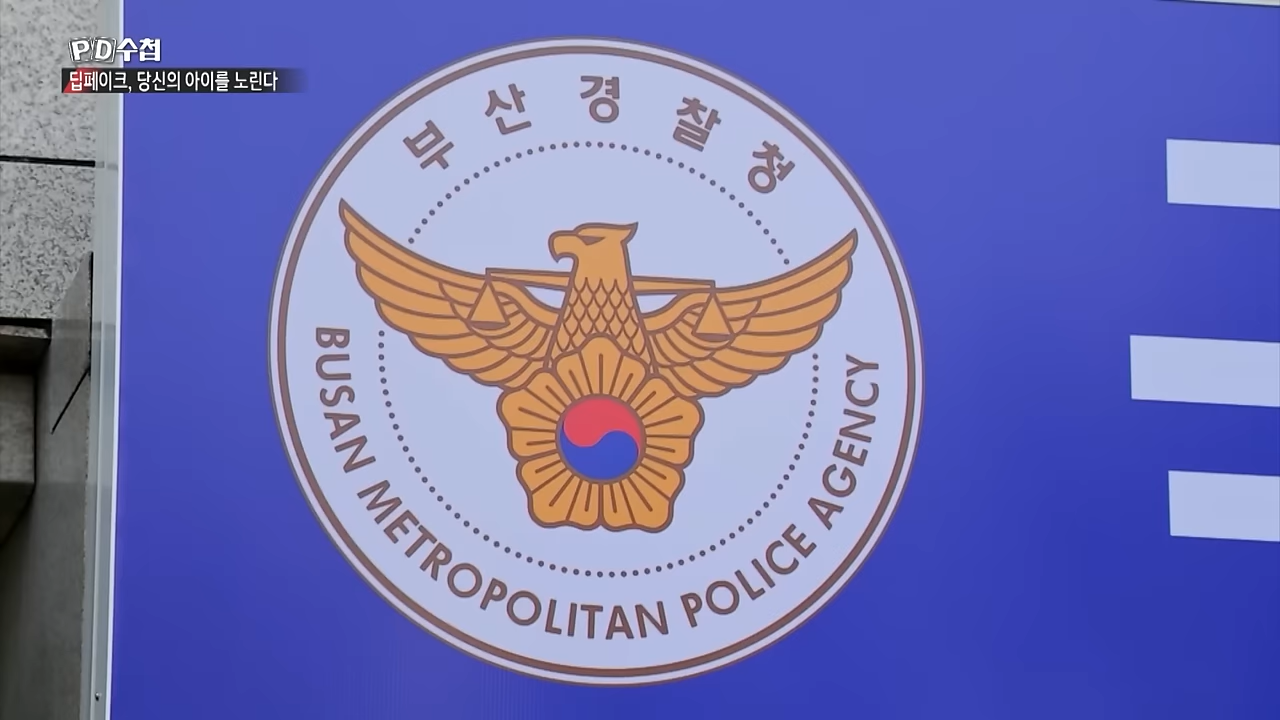 PD수첩
딥페이크, 당신의 아이를 노린다
부산경찰청
BUSAN METROPOLITAN POLICE AGENCY